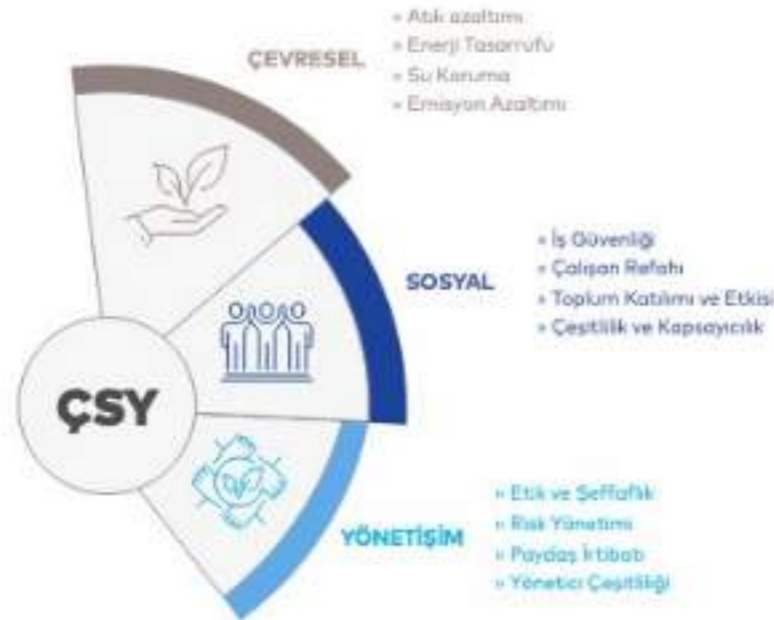 ÇEVRESEL
» Atık azaltımı
» Enerji Tasarrufu
» Su Koruma
» Emisyon Azaltımı
SOSYAL
» İş Güvenliği
» Çalışan Refahı
» Toplum Katılımı ve Etkisi
» Çeşitlilik ve Kapsayıcılık
ÇSY
YÖNETİŞİM
» Etik ve Şeffaflık
» Risk Yönetimi
» Paydaş İrtibatı
» Yönetici Çeşitliliği